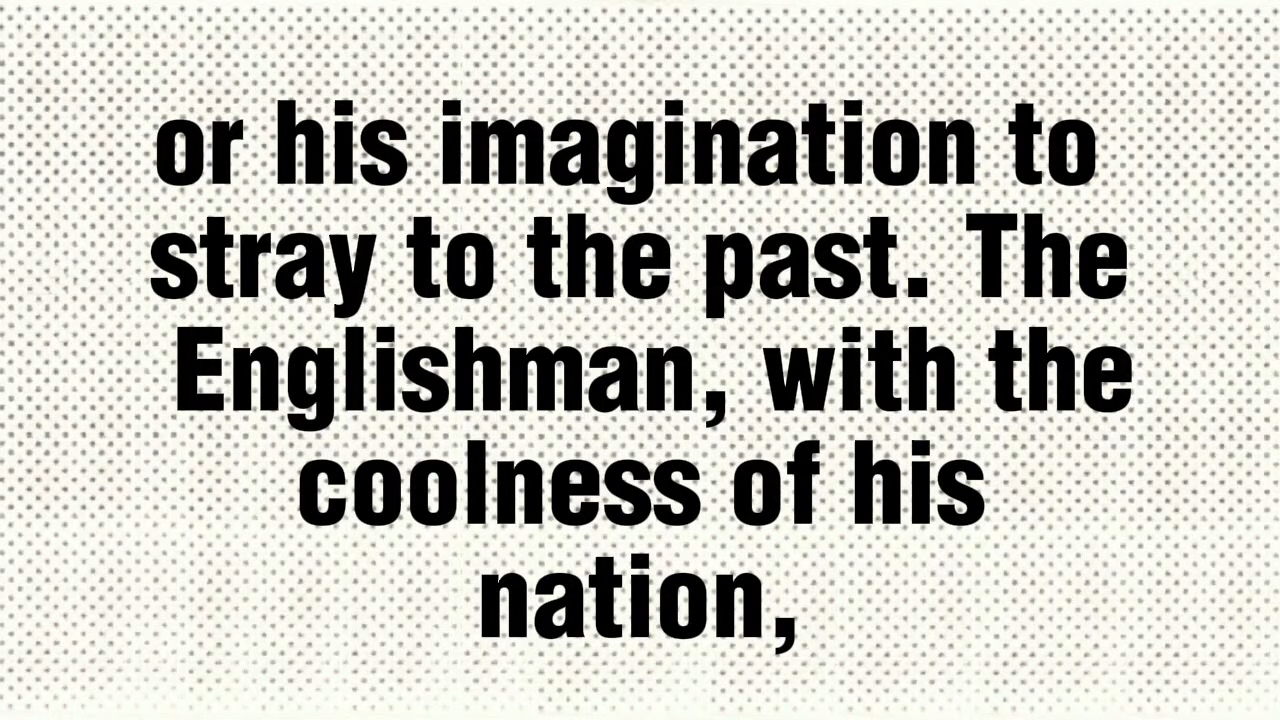 or his imagination to
stray to the past. The
Englishman, with the
coolness of his
nation,